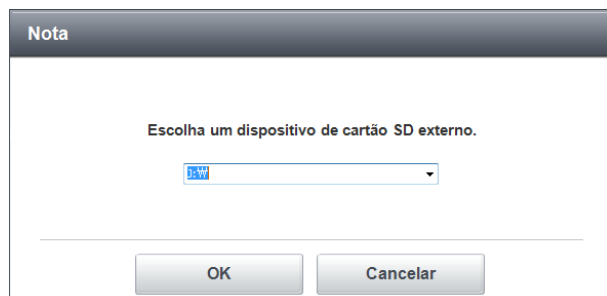 Nota
Escolha um dispositivo de cartão SD externo.
J:₩
OK
Cancelar